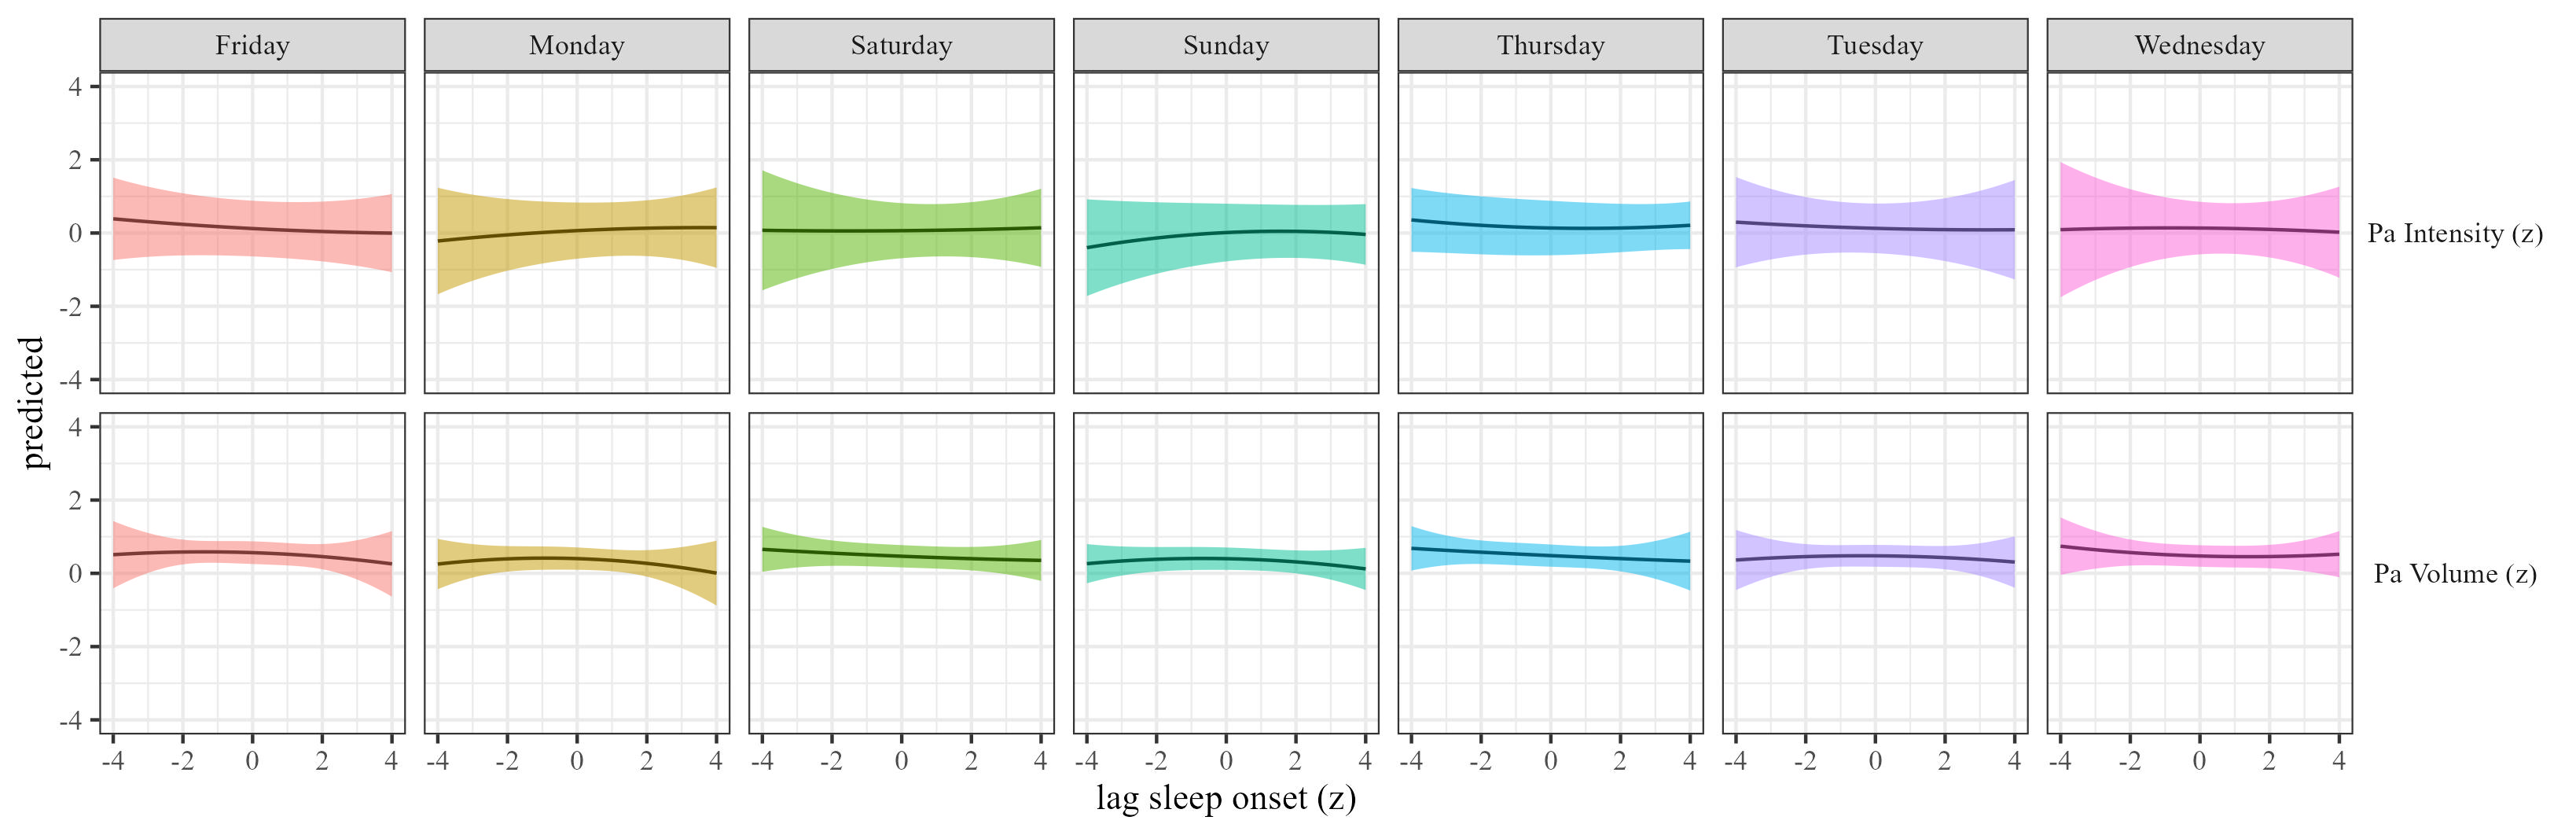 Friday Monday Saturday Sunday Thursday Tuesday Wednesday
4
2
0
-2
-4
Pa Intensity (z)
predicted
4
2
0
-2
-4
Pa Volume (z)
-4 -2 0 2 4 -4 -2 0 2 4 -4 -2 0 2 4 -4 -2 0 2 4 -4 -2 0 2 4 -4 -2 0 2 4 -4 -2 0 2 4
lag sleep onset (z)